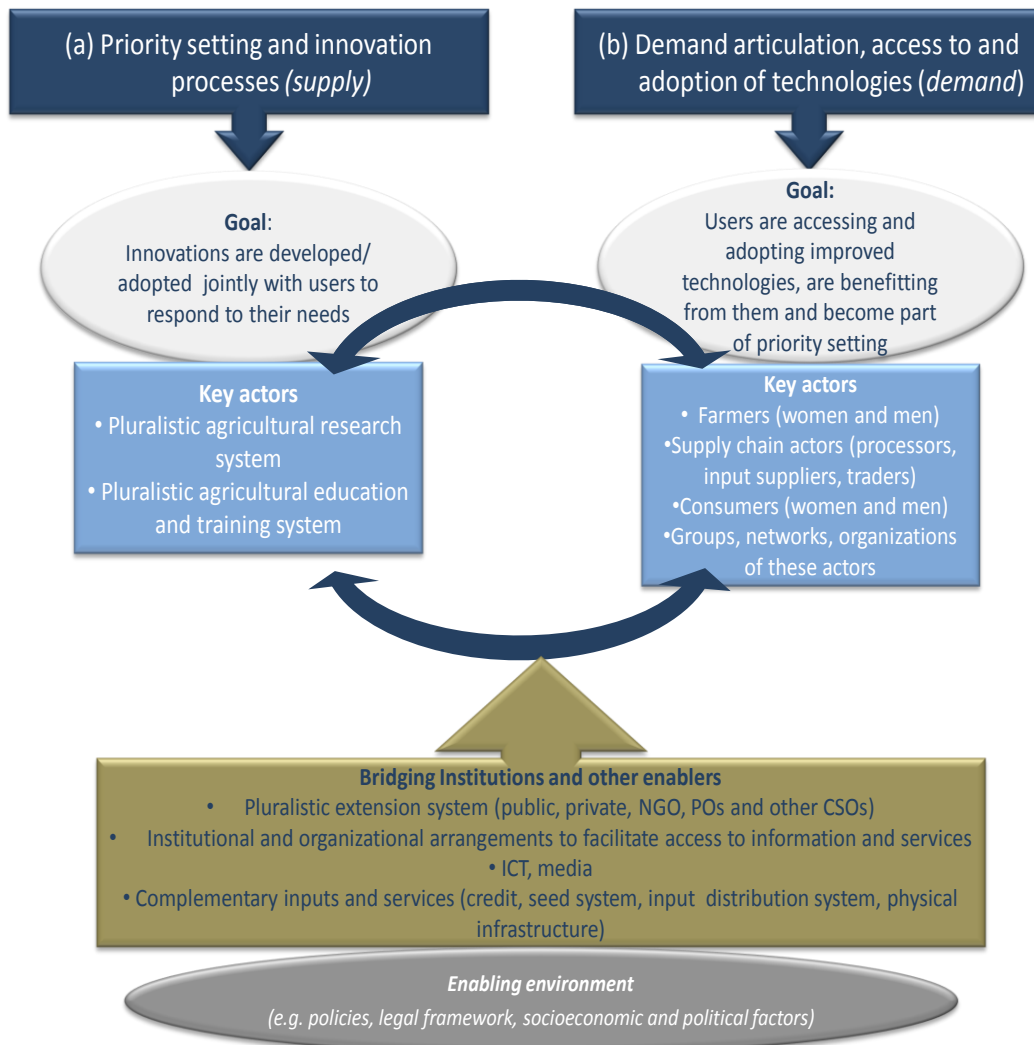 (a) Priority setting and innovation
processes (supply)
(b) Demand articulation, access to and
adoption of technologies (demand)
Goal:
Innovations are developed/
adopted jointly with users to
respond to their needs
Goal:
Users are accessing and
adopting improved
technologies, are benefitting
from them and become part
of priority setting
Key actors
• Pluralistic agricultural research
system
• Pluralistic agricultural education
and training system
Key actors
• Farmers (women and men)
•Supply chain actors (processors,
input suppliers, traders)
•Consumers (women and men)
•Groups, networks, organizations
of these actors
Bridging Institutions and other enablers
• Pluralistic extension system (public, private, NGO, POs and other CSOs)
• Institutional and organizational arrangements to facilitate access to information and services
• ICT, media
• Complementary inputs and services (credit, seed system, input distribution system, physical
infrastructure)
Enabling environment
(e.g. policies, legal framework, socioeconomic and political factors)